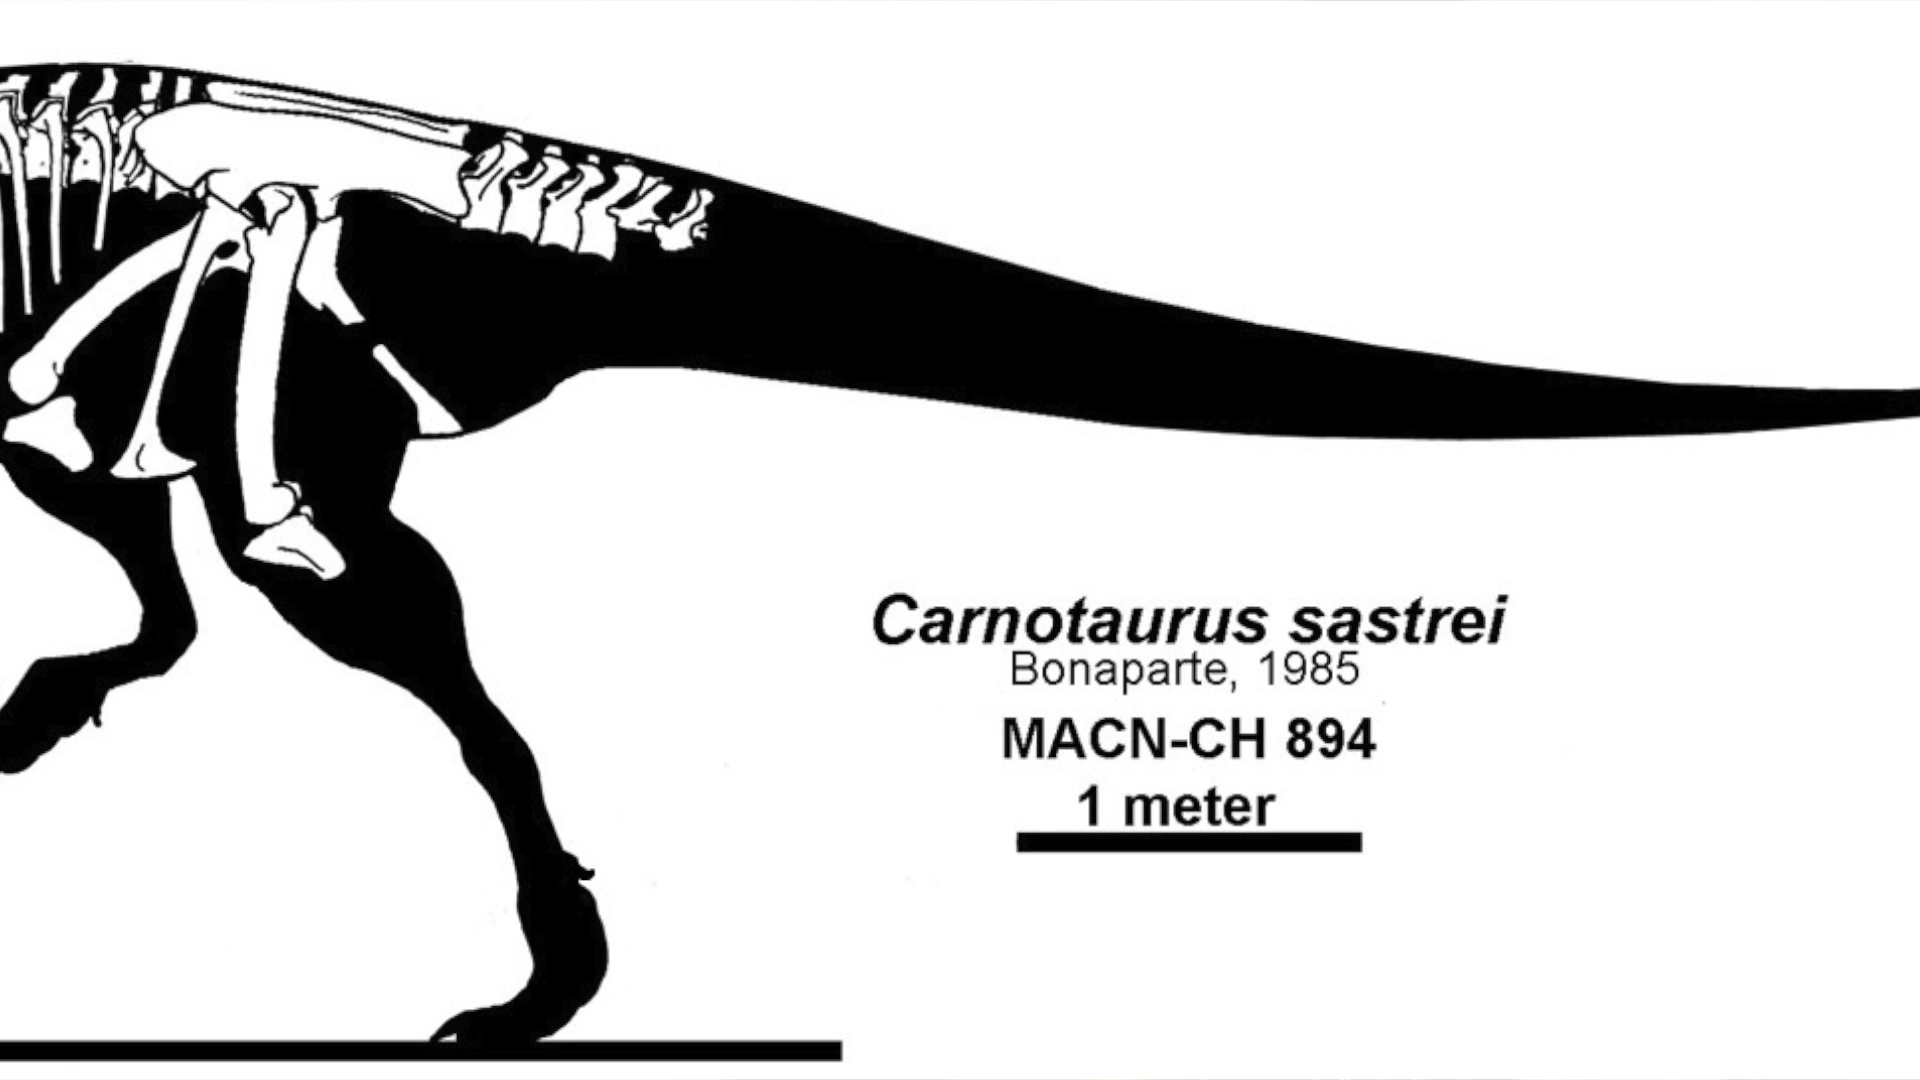 Carnotaurus sastrei
Bonaparte, 1985
MACN-CH 894
1 meter